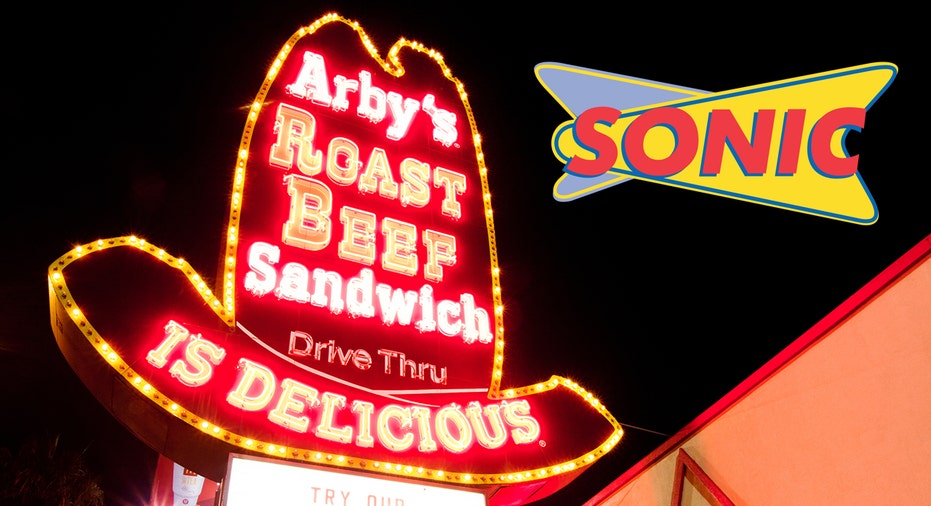 Arby's
ROAST
BEEF
Sandwich
Drive Thru
IS DELICIOUS®
TRY OUR
SONIC